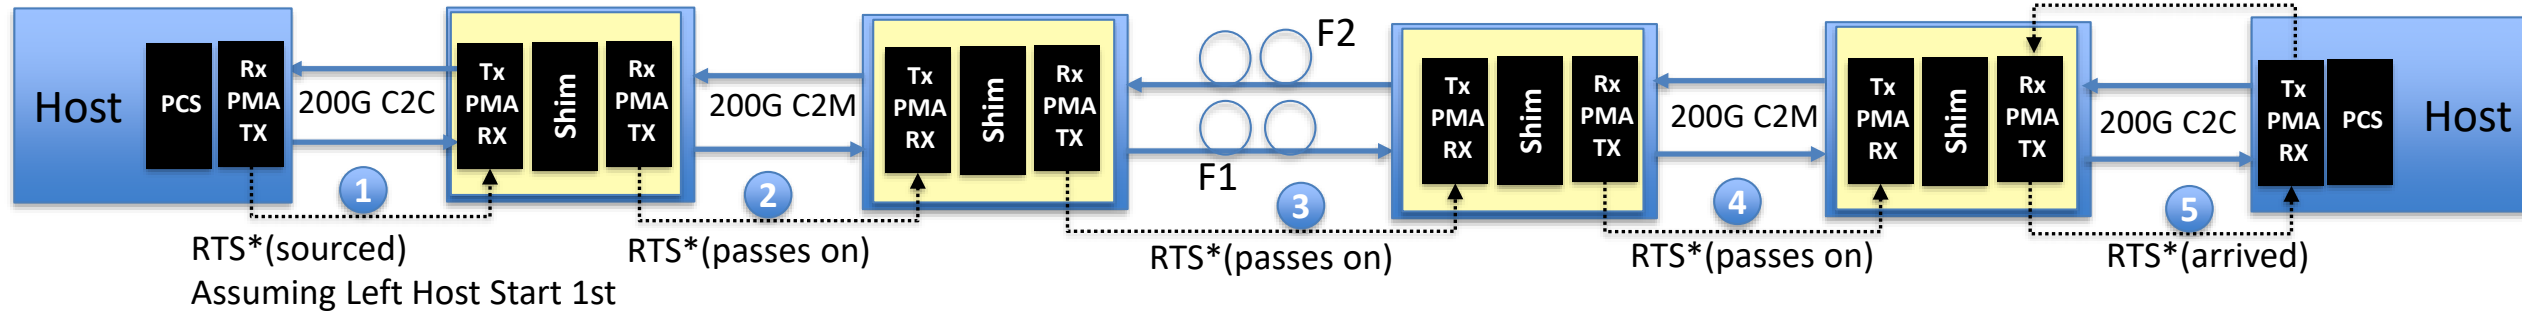 Host
PCS
Rx
PMA
TX
200G C2C
1
RTS*(sourced)
Assuming Left Host Start 1st
Tx
PMA
RX
Shim
Rx
PMA
TX
200G C2M
2
RTS*(passes on)
Tx
PMA
RX
Shim
Rx
PMA
TX
F2
F1
3
RTS*(passes on)
Tx
PMA
RX
Shim
Rx
PMA
TX
200G C2M
4
RTS*(passes on)
Tx
PMA
RX
Shim
Rx
PMA
TX
200G C2C
5
RTS*(arrived)
Tx
PMA
RX
PCS
Host